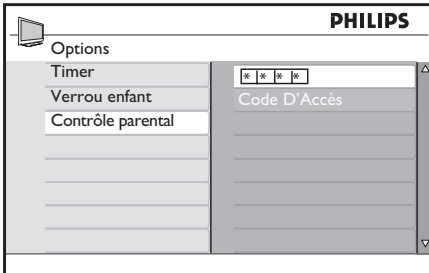 PHILIPS
Options
Timer
Verrou enfant
Contrôle parental
* * * *
Code D'Accès